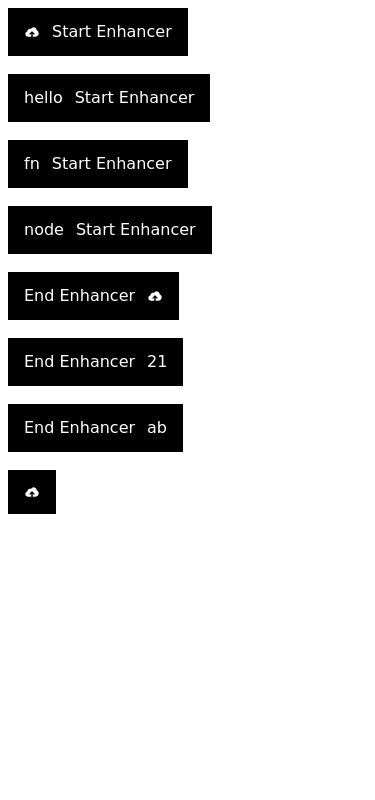 Start Enhancer
hello Start Enhancer
fn Start Enhancer
node Start Enhancer
End Enhancer
End Enhancer 21
End Enhancer ab